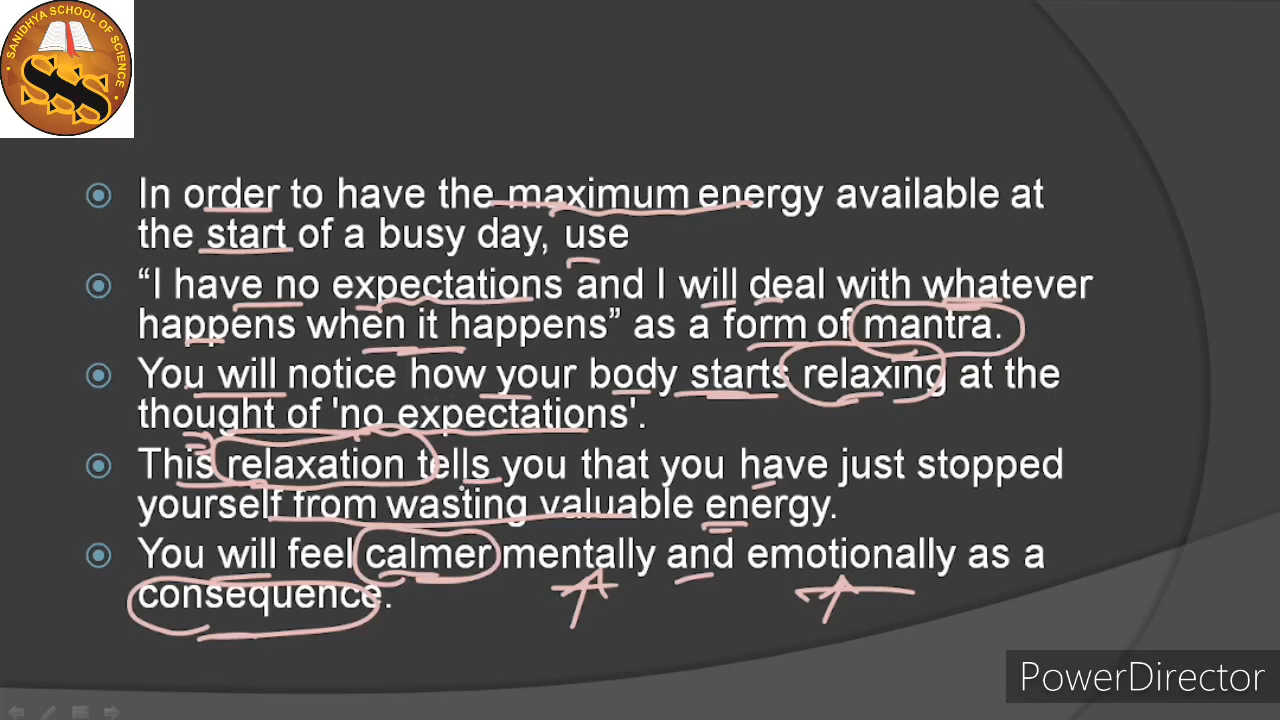 SANIDHYA SCHOOL OF SCIENCE
SSS
In order to have the maximum energy available at
the start of a busy day, use
“I have no expectations and I will deal with whatever
happens when it happens” as a form of mantra.
You will notice how your body starts relaxing at the
thought of 'no expectations'.
This relaxation tells you that you have just stopped
yourself from wasting valuable energy.
You will feel calmer mentally and emotionally as a
consequence.
PowerDirector